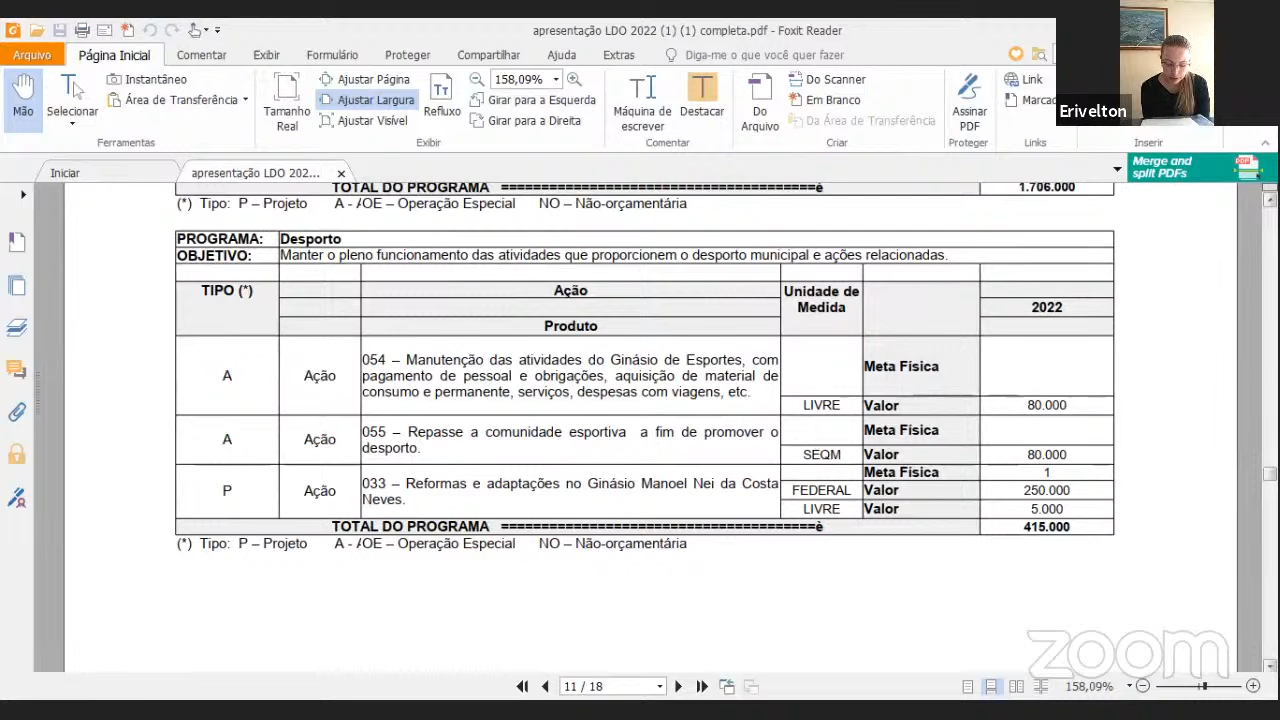 apresentação LDO 2022 (1) (1) completa.pdf - Foxit Reader
Arquivo Página Inicial Comentar Exibir Formulário Proteger Compartilhar Ajuda Extras Diga-me o que você quer fazer
Mão
Selecionar
Instantâneo
Área de Transferência
Ferramentas
Tamanho Real
Ajustar Página
Ajustar Largura
Ajustar Visível
Refluxo
158,09%
Girar para a Esquerda
Girar para a Direita
Exibir
Máquina de escrever
Destacar
Comentar
Do Arquivo
Do Scanner
Em Branco
Da Área de Transferência
Criar
Assinar PDF
Proteger
Link
Marcad
Links
Inserir
Erivelton
Iniciar
apresentação LDO 202...
Merge and split PDFs
TOTAL DO PROGRAMA =======================================è 1.706.000
(*) Tipo: P – Projeto A - /OE – Operação Especial NO – Não-orçamentária
PROGRAMA: Desporto
OBJETIVO: Manter o pleno funcionamento das atividades que proporcionem o desporto municipal e ações relacionadas.
TIPO (*) Ação Unidade de Medida 2022
Produto
A Ação 054 – Manutenção das atividades do Ginásio de Esportes, com
pagamento de pessoal e obrigações, aquisição de material de
consumo e permanente, serviços, despesas com viagens, etc.
Meta Física
LIVRE Valor 80.000
A Ação 055 – Repasse a comunidade esportiva a fim de promover o
desporto.
Meta Física
SEQM Valor 80.000
P Ação 033 – Reformas e adaptações no Ginásio Manoel Nei da Costa
Neves.
Meta Física 1
FEDERAL Valor 250.000
LIVRE Valor 5.000
TOTAL DO PROGRAMA =======================================è 415.000
(*) Tipo: P – Projeto A - /OE – Operação Especial NO – Não-orçamentária
zoom
11 / 18
158,09%